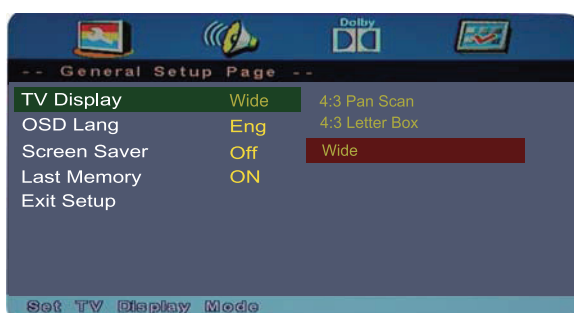 Dolby
-- General Setup Page --
TV Display Wide 4:3 Pan Scan
OSD Lang Eng 4:3 Letter Box
Screen Saver Off Wide
Last Memory ON
Exit Setup
Set TV Display Mode